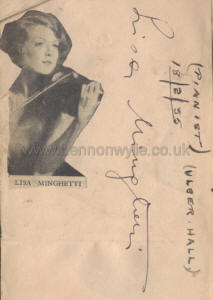 LISA MINGHETTI
Lisa Minghetti
(PIANIST)
18/2/35
(ULSTER. HALL)
www.lennonwylie.co.uk